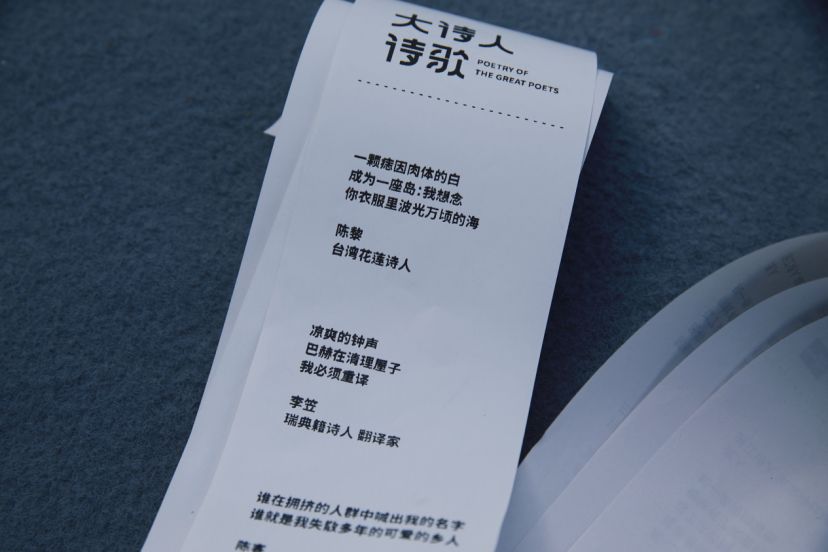 大诗人
诗歌
POETRY OF
THE GREAT POETS
一颗痣因肉体的白
成为一座岛：我想念
你衣服里波光万顷的海
陈黎
台湾花莲诗人
凉爽的钟声
巴赫在清理屋子
我必须重译
李笠
瑞典籍诗人 翻译家
谁在拥挤的人群中喊出我的名字
谁就是我失散多年的可爱的乡人